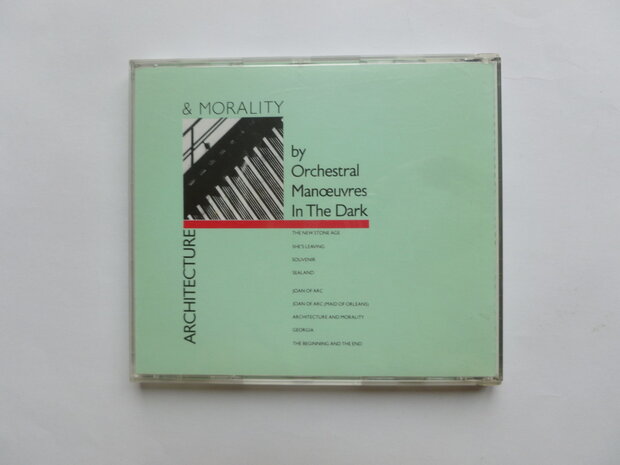 ARCHITECTURE
& MORALITY
by
Orchestral
Manœuvres
In The Dark
THE NEW STONE AGE
SHE'S LEAVING
SOUVENIR
SEALAND
JOAN OF ARC
JOAN OF ARC (MAID OF ORLEANS)
ARCHITECTURE AND MORALITY
GEORGIA
THE BEGINNING AND THE END